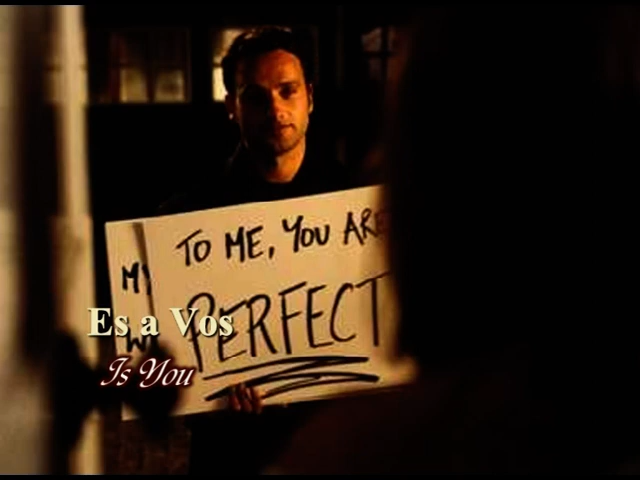 TO ME, YOU ARE
PERFECT
MY
Es a Vos
Is You